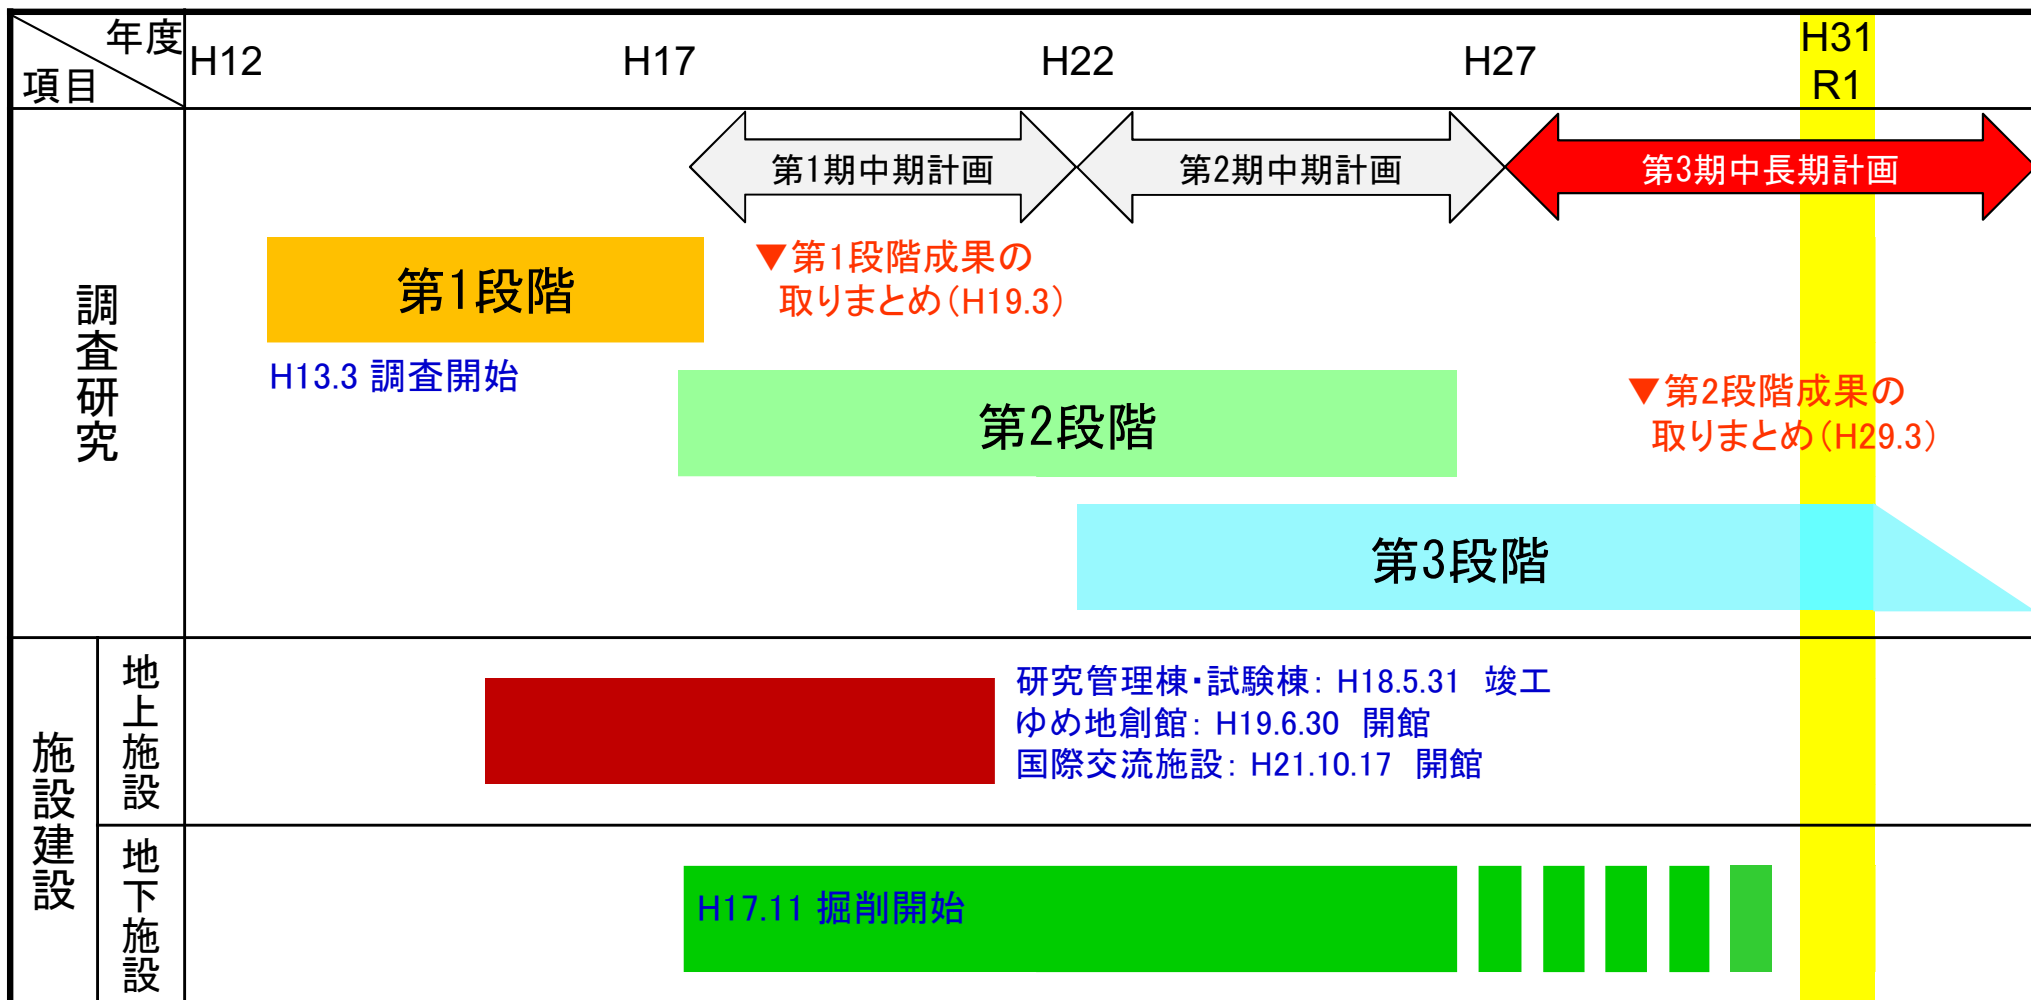 年度
項目
H12
H17
H22
H27
H31
R1
調査研究
第1期中期計画
第2期中期計画
第3期中長期計画
第1段階
▼第1段階成果の
取りまとめ(H19.3)
H13.3 調査開始
第2段階
▼第2段階成果の
取りまとめ(H29.3)
第3段階
施設建設
地上施設
研究管理棟・試験棟: H18.5.31 竣工
ゆめ地創館: H19.6.30 開館
国際交流施設: H21.10.17 開館
地下施設
H17.11 掘削開始